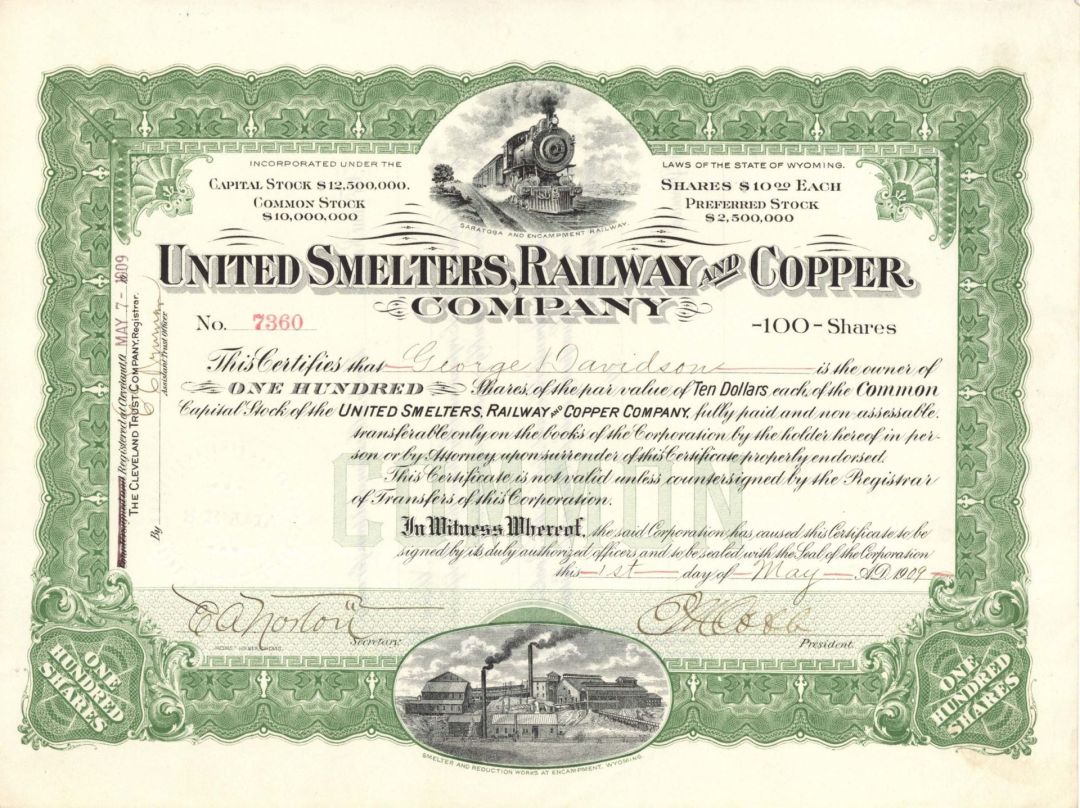 INCORPORATED UNDER THE
LAWS OF THE STATE OF WYOMING.
CAPITAL STOCK $12,500,000.
COMMON STOCK
$10,000,000
SHARES $10.00 EACH
PREFERRED STOCK
$2,500,000
SARATOGA AND ENCAMPMENT RAILWAY.
UNITED SMELTERS, RAILWAY AND COPPER
COMPANY
No. 7360
-100- Shares
This Certifies that George Davidson is the owner of
ONE HUNDRED Shares, of the par value of Ten Dollars each, of the Common
Capital Stock of the UNITED SMELTERS, RAILWAY AND COPPER COMPANY, fully paid and non-assessable.
transferable only on the books of the Corporation by the holder hereof in per-
son or by Attorney, upon surrender of this Certificate properly endorsed.
This Certificate is not valid unless countersigned by the Registrar
of Transfers of this Corporation.
In Witness Whereof, the said Corporation has caused this Certificate to be
signed by its duly authorized officers and to be sealed with the Seal of the Corporation
this 1st day of May A.D. 1909
COMMON
Registered at Cleveland, O. MAY 7-1909
THE CLEVELAND TRUST COMPANY, Registrar.
By
Assistant Trust Officer
E A Norton
Secretary.
Cobb
President.
ONE
HUNDRED
SHARES
ONE
HUNDRED
SHARES
SMELTER AND REDUCTION WORKS AT ENCAMPMENT, WYOMING.